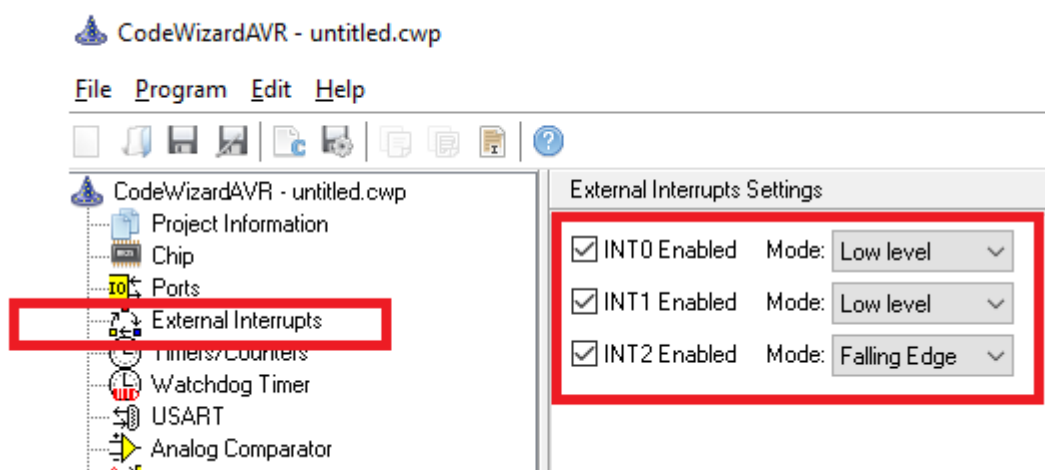 CodeWizardAVR - untitled.cwp
File Program Edit Help
CodeWizardAVR - untitled.cwp
Project Information
Chip
IO Ports
External Interrupts
Timers/Counters
Watchdog Timer
USART
Analog Comparator
External Interrupts Settings
INT0 Enabled Mode: Low level
INT1 Enabled Mode: Low level
INT2 Enabled Mode: Falling Edge